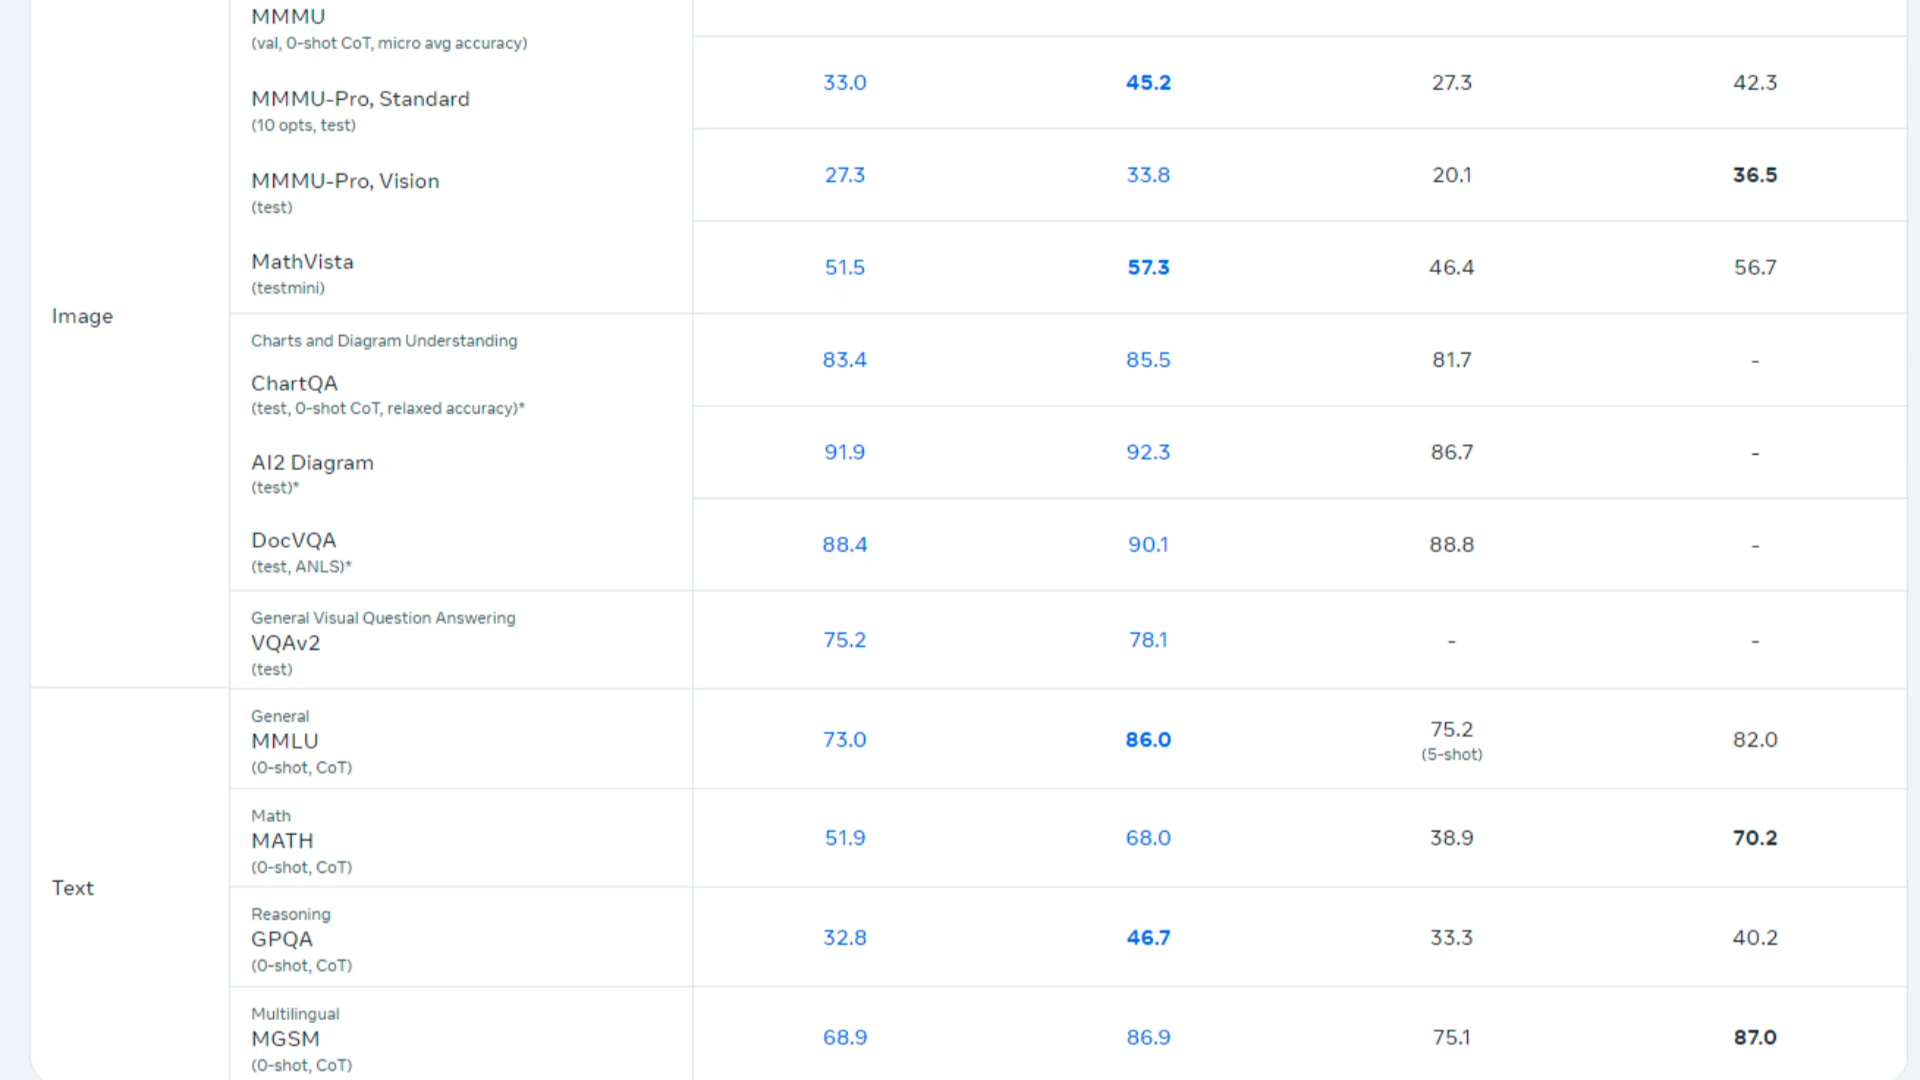 MMMU
(val, 0-shot CoT, micro avg accuracy)
33.0 45.2 27.3 42.3
MMMU-Pro, Standard
(10 opts, test)
27.3 33.8 20.1 36.5
MMMU-Pro, Vision
(test)
MathVista
51.5 57.3 46.4 56.7
(testmini)
Image
Charts and Diagram Understanding
83.4 85.5 81.7 -
ChartQA
(test, 0-shot CoT, relaxed accuracy)*
91.9 92.3 86.7 -
AI2 Diagram
(test)*
DocVQA
88.4 90.1 88.8 -
(test, ANLS)*
General Visual Question Answering
VQAv2
75.2 78.1 - -
(test)
General
75.2
MMLU
73.0 86.0 82.0
(5-shot)
(0-shot, CoT)
Math
MATH
51.9 68.0 38.9 70.2
(0-shot, CoT)
Text
Reasoning
GPQA
32.8 46.7 33.3 40.2
(0-shot, CoT)
Multilingual
MGSM
68.9 86.9 75.1 87.0
(0-shot, CoT)